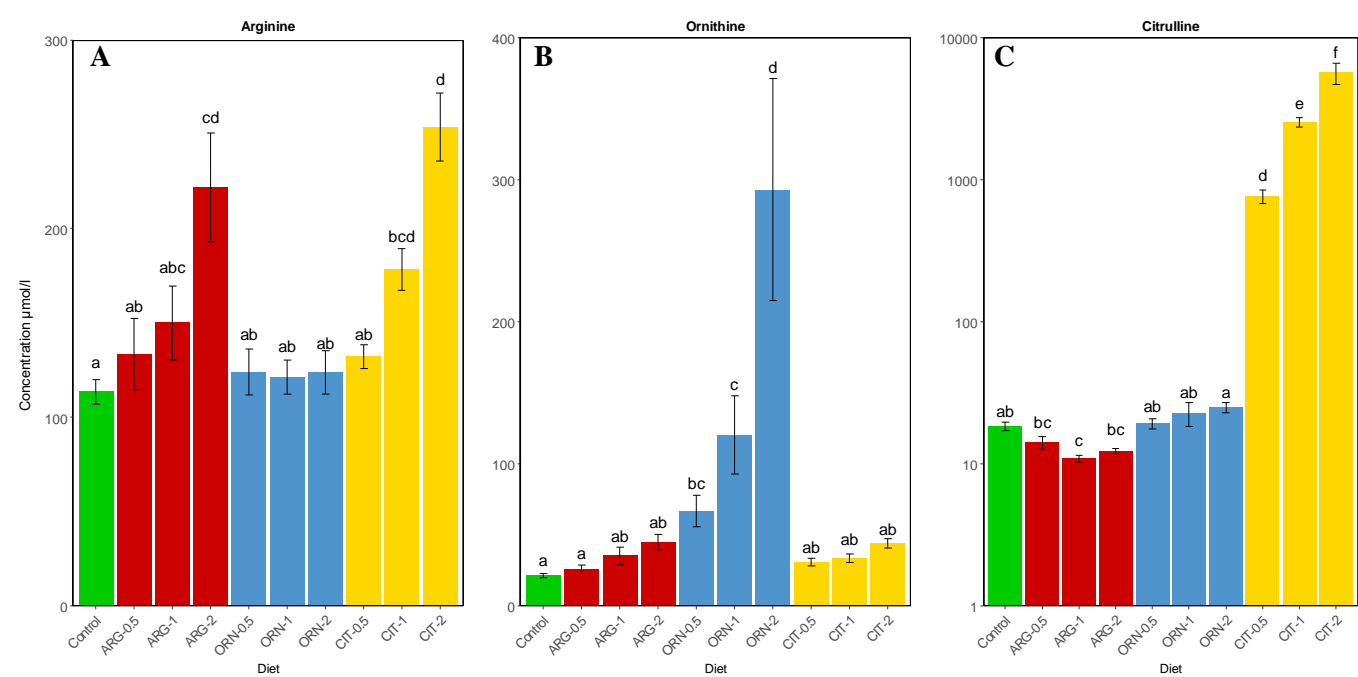 Arginine
A
Concentration μmol/l
300
200
100
0
a
ab
abc
cd
ab
ab
ab
ab
bcd
d
Control
ARG-0.5
ARG-1
ARG-2
ORN-0.5
ORN-1
ORN-2
CIT-0.5
CIT-1
CIT-2
Diet
Ornithine
B
400
300
200
100
0
a
a
ab
ab
bc
c
d
ab
ab
ab
Control
ARG-0.5
ARG-1
ARG-2
ORN-0.5
ORN-1
ORN-2
CIT-0.5
CIT-1
CIT-2
Diet
Citrulline
C
10000
1000
100
10
1
ab
bc
c
bc
ab
ab
a
d
e
f
Control
ARG-0.5
ARG-1
ARG-2
ORN-0.5
ORN-1
ORN-2
CIT-0.5
CIT-1
CIT-2
Diet